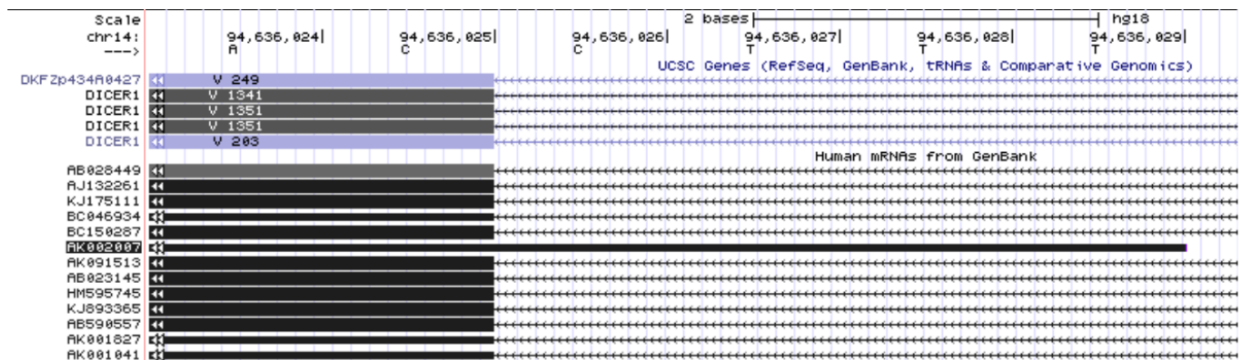 Scale 2 bases hg18
chr14: 94,636,024| 94,636,025| 94,636,026| 94,636,027| 94,636,028| 94,636,029|
---> A C C T T T
UCSC Genes (RefSeq, GenBank, tRNAs & Comparative Genomics)
DKFZp434A0427 V 249
DICER1 V 1341
DICER1 V 1351
DICER1 V 1351
DICER1 V 203
Human mRNAs from GenBank
AB028449
AJ132261
KJ175111
BC046934
BC150287
AK002007
AK091513
AB023145
HM595745
KJ893365
AB590557
AK001827
AK001041